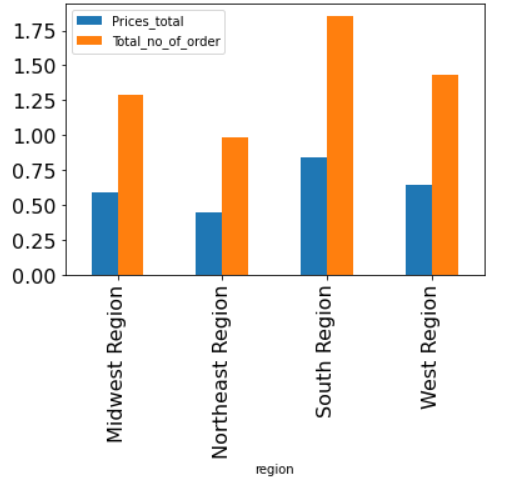 Prices_total
Total_no_of_order
1.75
1.50
1.25
1.00
0.75
0.50
0.25
0.00
Midwest Region
Northeast Region
South Region
West Region
region